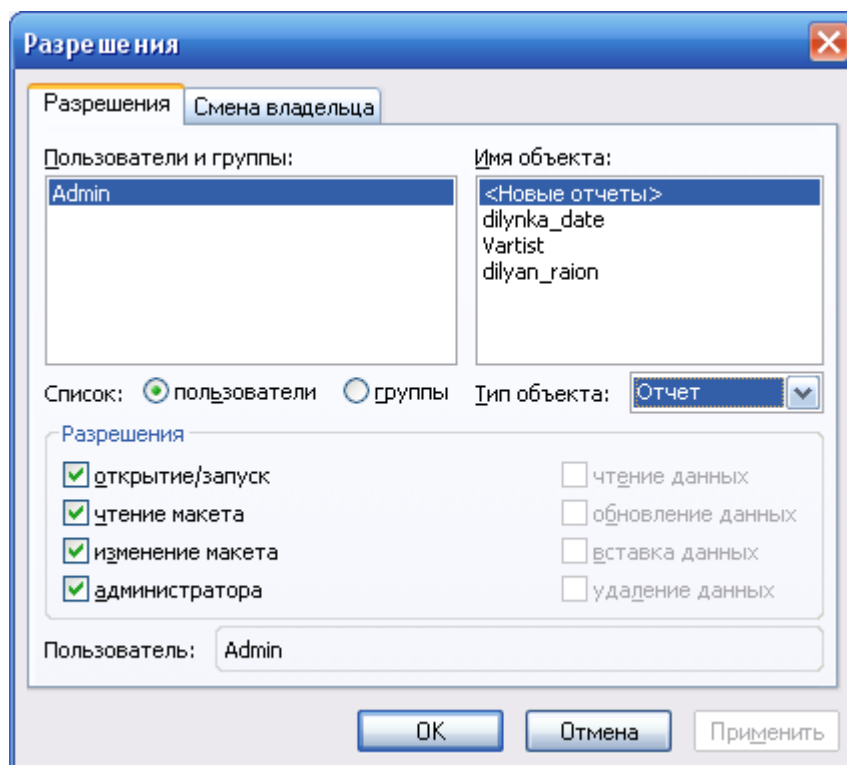 Разрешения
Разрешения Смена владельца
Пользователи и группы: Имя объекта:
Admin <Новые отчеты>
dilynka_date
Vartist
dilyan_raion
Список: пользователи группы Тип объекта: Отчет
Разрешения
открытие/запуск чтение данных
чтение макета обновление данных
изменение макета вставка данных
администратора удаление данных
Пользователь: Admin
OK Отмена Применить